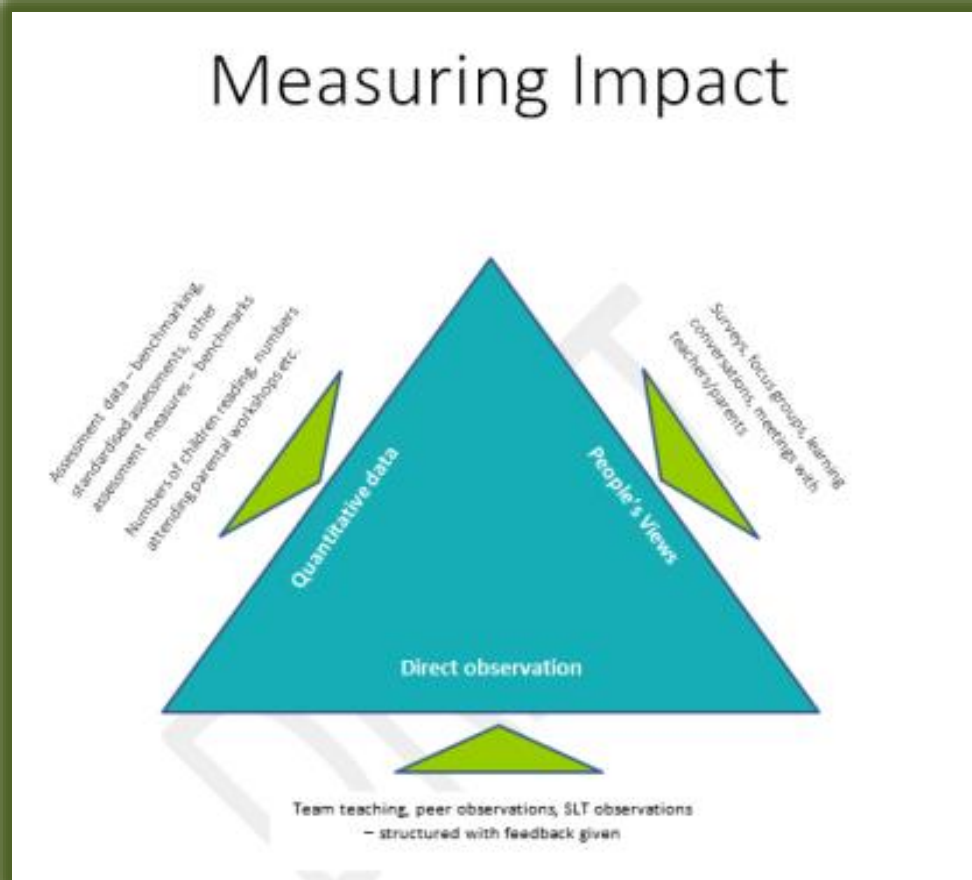 Measuring Impact
Assessment data – benchmarking,
standardised assessments, other
assessment measures – benchmarks
Numbers of children reading, numbers
attending parental workshops etc.
Quantitative data
Surveys, focus groups, learning
conversations, meetings with
teachers/parents
People's Views
Direct observation
Team teaching, peer observations, SLT observations
– structured with feedback given